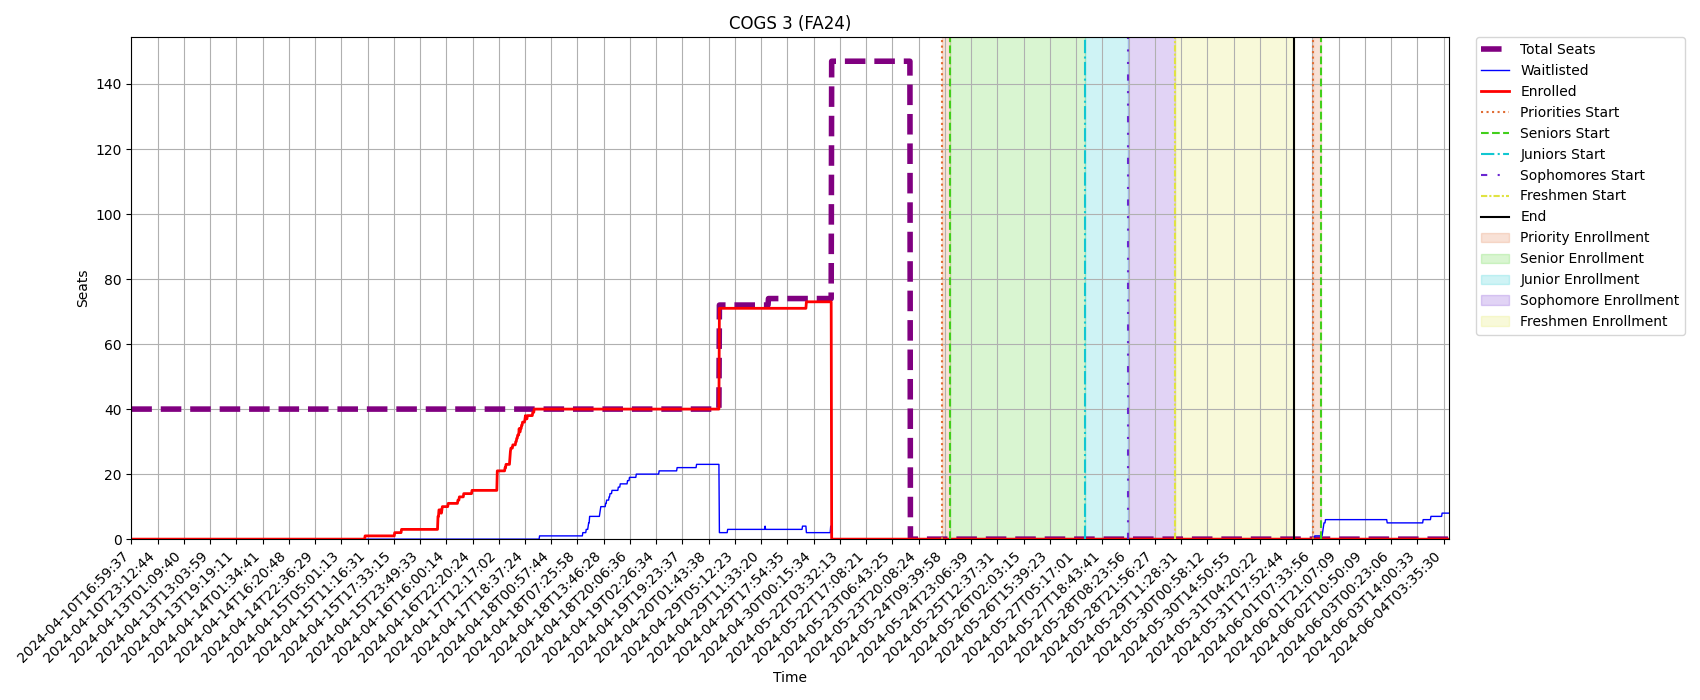 COGS 3 (FA24)
Seats
140
120
100
80
60
40
20
0
2024-04-10T16:59:37
2024-04-10T23:12:44
2024-04-13T01:09:40
2024-04-13T13:03:59
2024-04-13T19:19:11
2024-04-14T01:34:41
2024-04-14T16:20:48
2024-04-14T22:36:29
2024-04-15T05:01:13
2024-04-15T11:16:31
2024-04-15T17:33:15
2024-04-15T23:49:33
2024-04-16T16:00:14
2024-04-16T22:20:24
2024-04-17T12:17:02
2024-04-17T18:37:24
2024-04-18T00:57:44
2024-04-18T07:25:58
2024-04-18T13:46:28
2024-04-18T20:06:36
2024-04-19T02:26:34
2024-04-19T19:23:37
2024-04-20T01:43:38
2024-04-29T05:12:23
2024-04-29T11:33:20
2024-04-29T17:54:35
2024-04-30T00:15:34
2024-05-22T03:32:13
2024-05-22T17:08:21
2024-05-23T06:43:25
2024-05-23T20:08:24
2024-05-24T09:39:58
2024-05-24T23:06:39
2024-05-25T12:37:31
2024-05-26T02:03:15
2024-05-26T15:39:23
2024-05-27T05:17:01
2024-05-27T18:43:41
2024-05-28T08:23:56
2024-05-28T21:56:27
2024-05-29T11:28:31
2024-05-30T00:58:12
2024-05-30T14:50:55
2024-05-31T04:20:22
2024-05-31T17:52:44
2024-06-01T07:33:56
2024-06-01T21:07:09
2024-06-02T10:50:09
2024-06-03T00:23:06
2024-06-03T14:00:33
2024-06-04T03:35:30
Time
Total Seats
Waitlisted
Enrolled
Priorities Start
Seniors Start
Juniors Start
Sophomores Start
Freshmen Start
End
Priority Enrollment
Senior Enrollment
Junior Enrollment
Sophomore Enrollment
Freshmen Enrollment